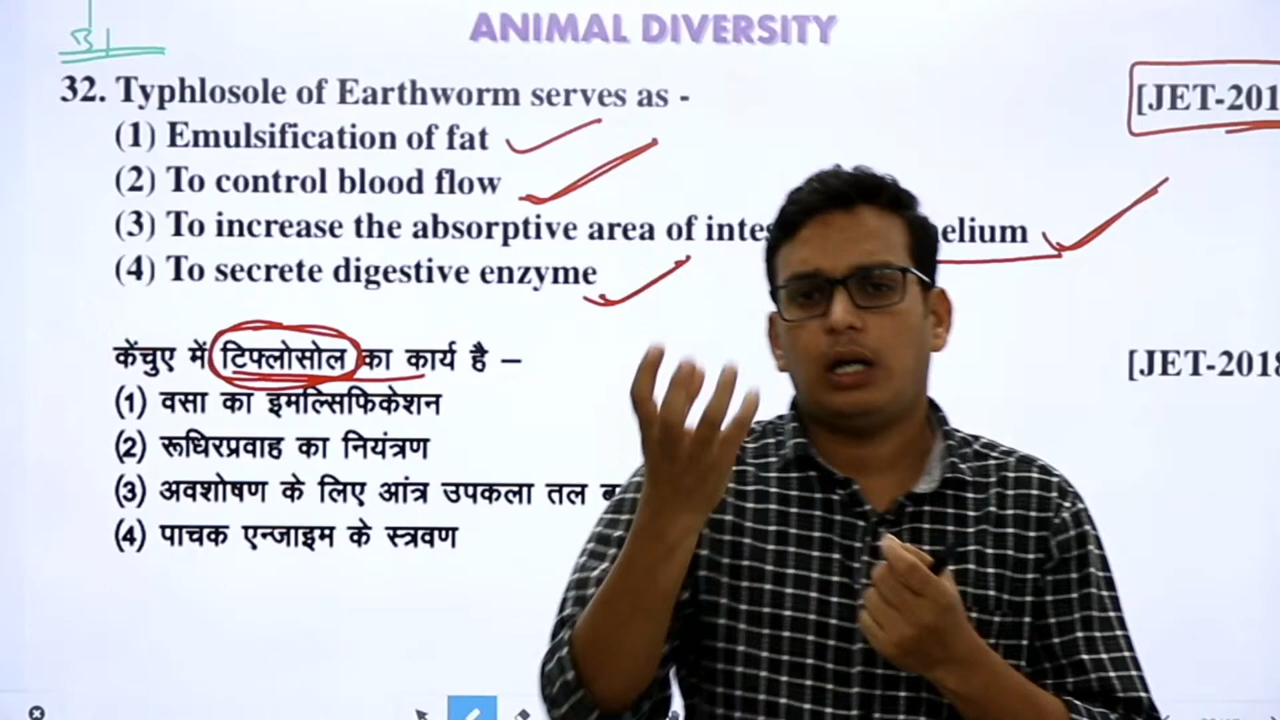 ANIMAL DIVERSITY
32. Typhlosole of Earthworm serves as -
[JET-201
(1) Emulsification of fat
(2) To control blood flow
(3) To increase the absorptive area of inte elium
(4) To secrete digestive enzyme
केंचुए में टिफ्लोसोल का कार्य है –
[JET-2018
(1) वसा का इमल्सिफिकेशन
(2) रूधिरप्रवाह का नियंत्रण
(3) अवशोषण के लिए आंत्र उपकला तल
(4) पाचक एन्जाइम के स्त्रवण